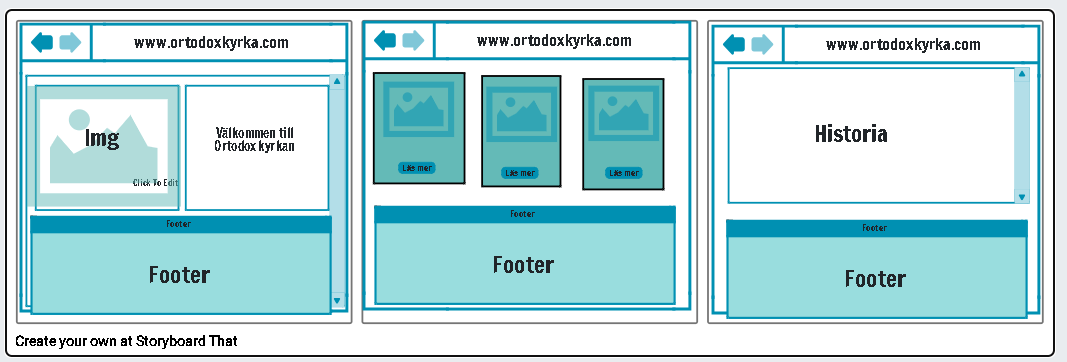 www.ortodoxkyrka.com
Img
Click To Edit
Välkommen till
Ortodox kyrkan
Footer
Footer
www.ortodoxkyrka.com
Läs mer
Läs mer
Läs mer
Footer
Footer
www.ortodoxkyrka.com
Historia
Footer
Footer
Create your own at Storyboard That